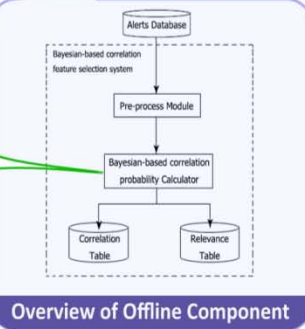 Alerts Database
Bayesian-based correlation
feature selection system
Pre-process Module
Bayesian-based correlation
probability Calculator
Correlation
Table
Relevance
Table
Overview of Offline Component